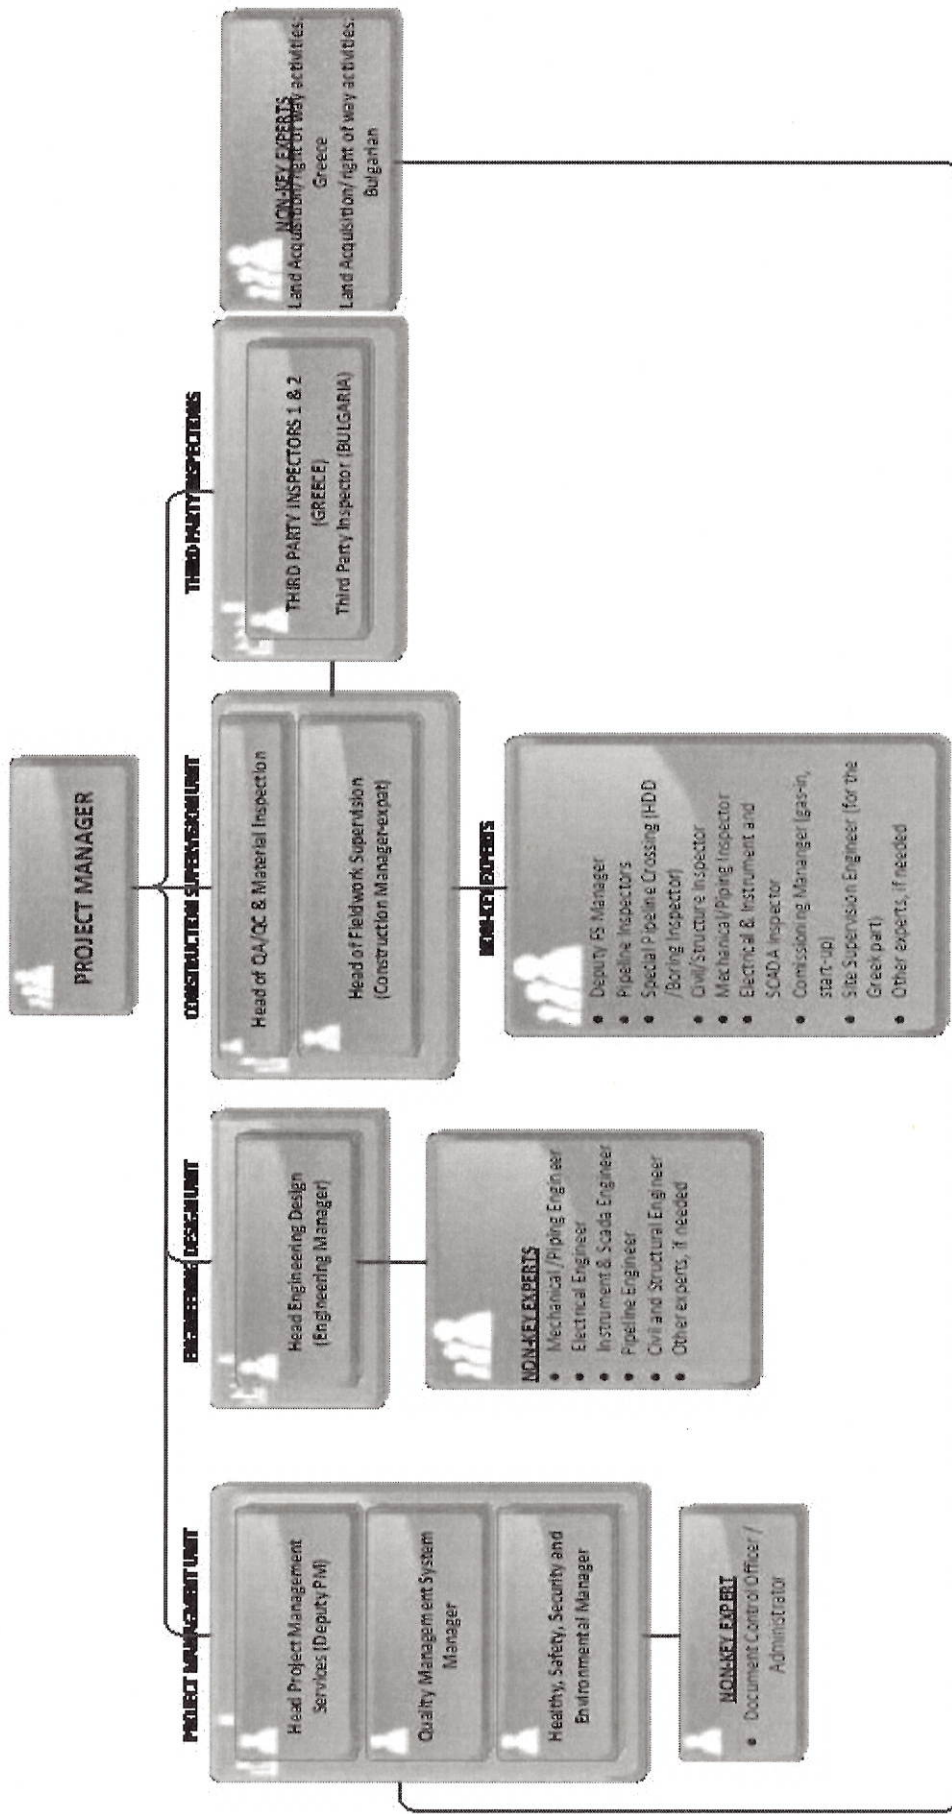 PROJECT MANAGER
PROJECT MANAGEMENT UNIT
Head Project Management
Services (Deputy PM)
Quality Management System
Manager
Healthy, Safety, Security and
Environmental Manager
NON-KEY EXPERT
• Document Control Officer /
Administrator
ENGINEERING DESIGN UNIT
Head Engineering Design
(Engineering Manager)
NON-KEY EXPERTS
• Mechanical /Piping Engineer
• Electrical Engineer
• Instrument & Scada Engineer
• Pipeline Engineer
• Civil and Structural Engineer
• Other experts, if needed
CONSTRUCTION SUPERVISION UNIT
Head of QA/QC & Material Inspection
Head of Fieldwork Supervision
(Construction Manager-expat)
NON-KEY EXPERTS
• Deputy FS Manager
• Pipeline Inspectors
• Special Pipeline Crossing (HDD
/Boring Inspector)
• Civil/Structure Inspector
• Mechanical/Piping Inspector
• Electrical & Instrument and
SCADA Inspector
• Comissioning Mananger (gas-in,
start-up)
• Site Supervision Engineer (for the
Greek part)
• Other experts, if needed
THIRD PARTY INSPECTIONS
THIRD PARTY INSPECTORS 1 & 2
(GREECE)
Third Party Inspector (BULGARIA)
NON-KEY EXPERTS
Land Acquisition/right of way activities:
Greece
Land Acquisition/right of way activities:
Bulgarian